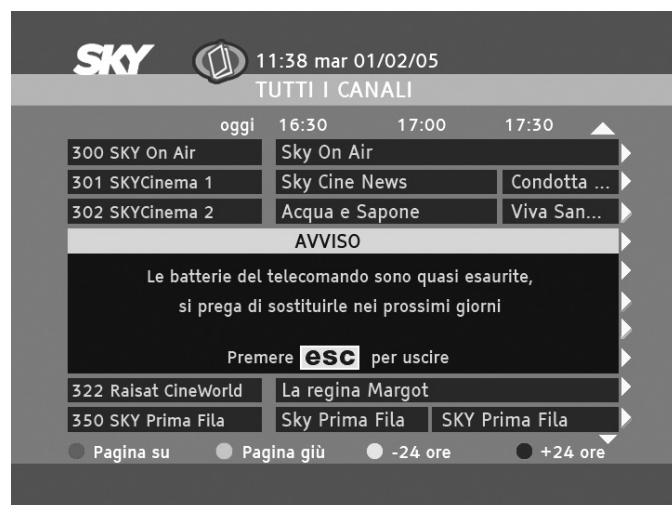 SKY 11:38 mar 01/02/05
TUTTI I CANALI
oggi 16:30 17:00 17:30
300 SKY On Air Sky On Air
301 SKYCinema 1 Sky Cine News Condotta ...
302 SKYCinema 2 Acqua e Sapone Viva San...
AVVISO
Le batterie del telecomando sono quasi esaurite,
si prega di sostituirle nei prossimi giorni
Premere esc per uscire
322 Raisat CineWorld La regina Margot
350 SKY Prima Fila Sky Prima Fila SKY Prima Fila
Pagina su Pagina giù -24 ore +24 ore